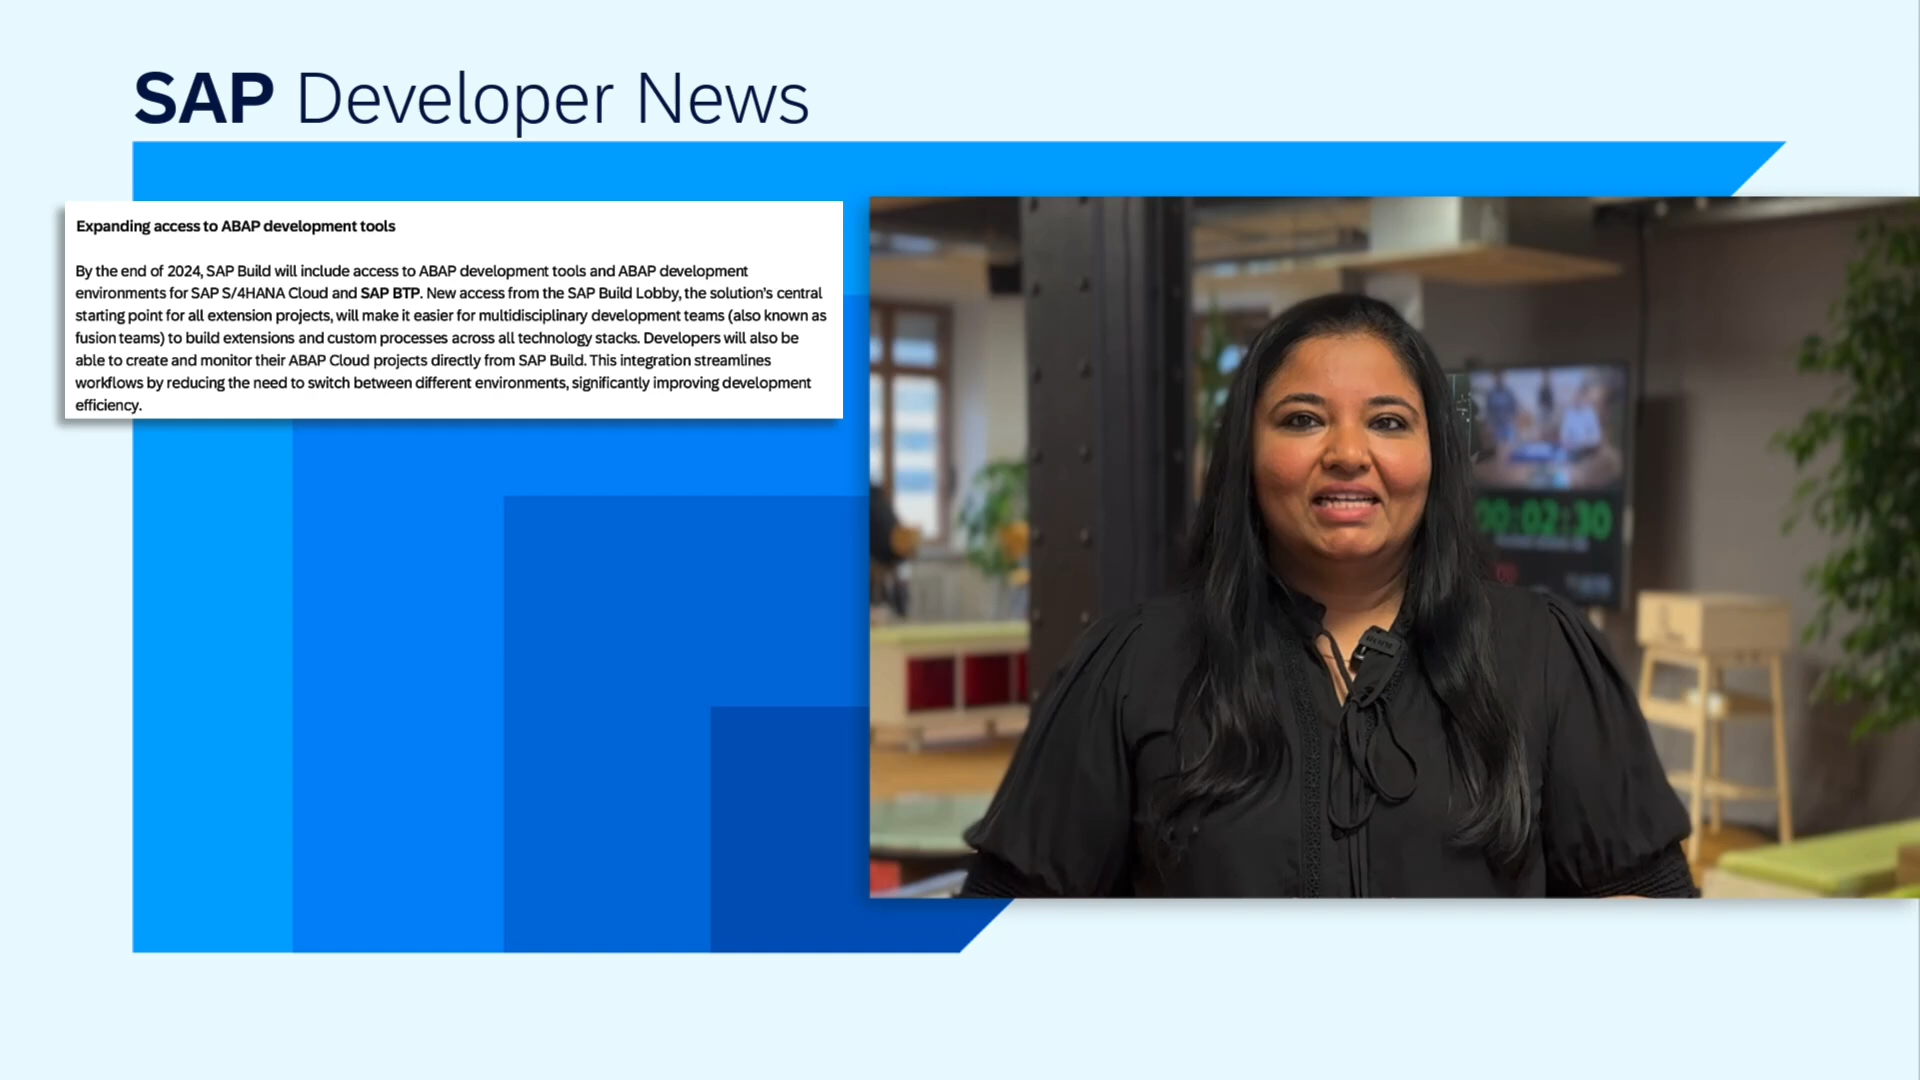 SAP Developer News
Expanding access to ABAP development tools
By the end of 2024, SAP Build will include access to ABAP development tools and ABAP development
environments for SAP S/4HANA Cloud and SAP BTP. New access from the SAP Build Lobby, the solution's central
starting point for all extension projects, will make it easier for multidisciplinary development teams (also known as
fusion teams) to build extensions and custom processes across all technology stacks. Developers will also be
able to create and monitor their ABAP Cloud projects directly from SAP Build. This integration streamlines
workflows by reducing the need to switch between different environments, significantly improving development
efficiency.
00:02:30